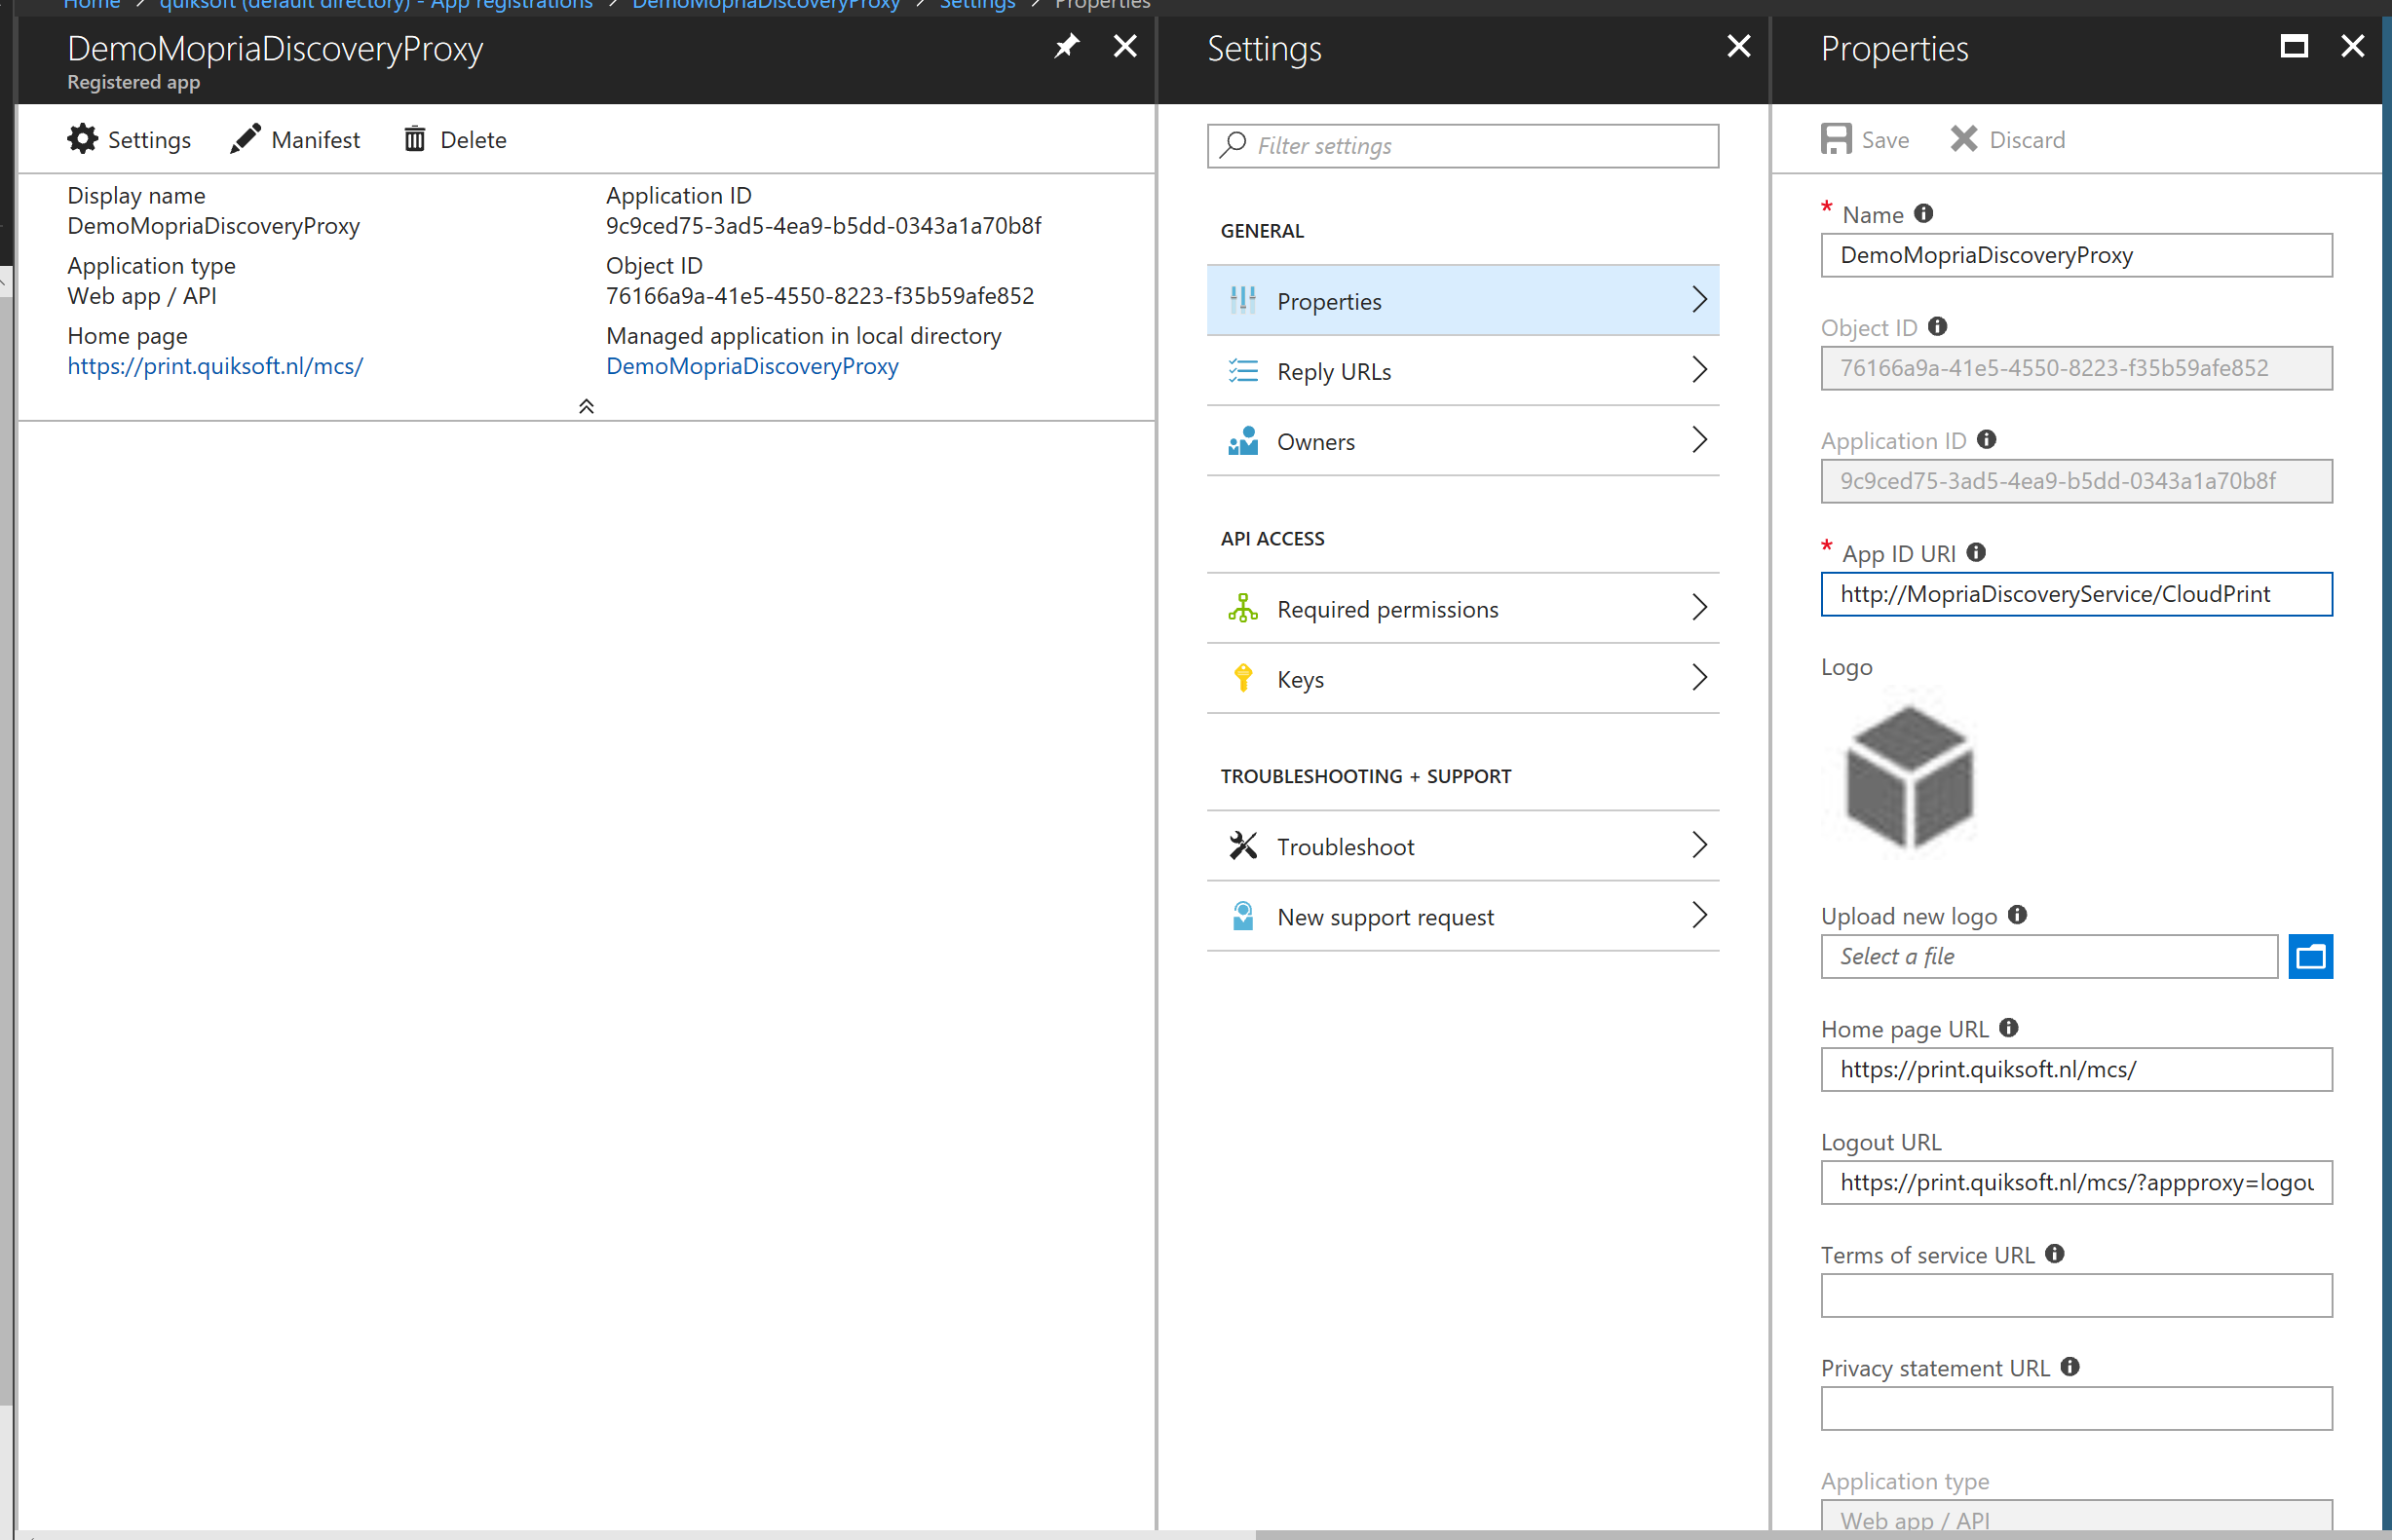 Home > quiksoft (default directory) - App registrations > DemoMopriaDiscoveryProxy > Settings > Properties
DemoMopriaDiscoveryProxy
Registered app
Settings
Manifest
Delete
Display name
DemoMopriaDiscoveryProxy
Application type
Web app / API
Home page
https://print.quiksoft.nl/mcs/
Application ID
9c9ced75-3ad5-4ea9-b5dd-0343a1a70b8f
Object ID
76166a9a-41e5-4550-8223-f35b59afe852
Managed application in local directory
DemoMopriaDiscoveryProxy
Settings
Filter settings
GENERAL
Properties
Reply URLs
Owners
API ACCESS
Required permissions
Keys
TROUBLESHOOTING + SUPPORT
Troubleshoot
New support request
Properties
Save
Discard
* Name
DemoMopriaDiscoveryProxy
Object ID
76166a9a-41e5-4550-8223-f35b59afe852
Application ID
9c9ced75-3ad5-4ea9-b5dd-0343a1a70b8f
* App ID URI
http://MopriaDiscoveryService/CloudPrint
Logo
Upload new logo
Select a file
Home page URL
https://print.quiksoft.nl/mcs/
Logout URL
https://print.quiksoft.nl/mcs/?appproxy=logou
Terms of service URL
Privacy statement URL
Application type
Web app / API